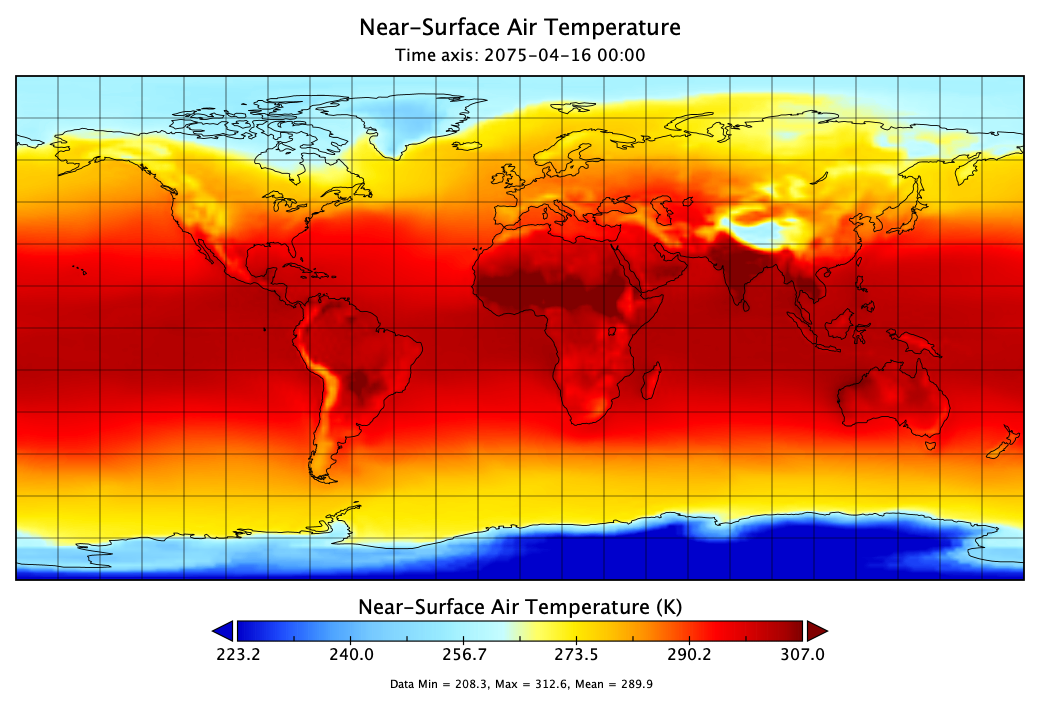 Near-Surface Air Temperature
Time axis: 2075-04-16 00:00
Near-Surface Air Temperature (K)
223.2 240.0 256.7 273.5 290.2 307.0
Data Min = 208.3, Max = 312.6, Mean = 289.9